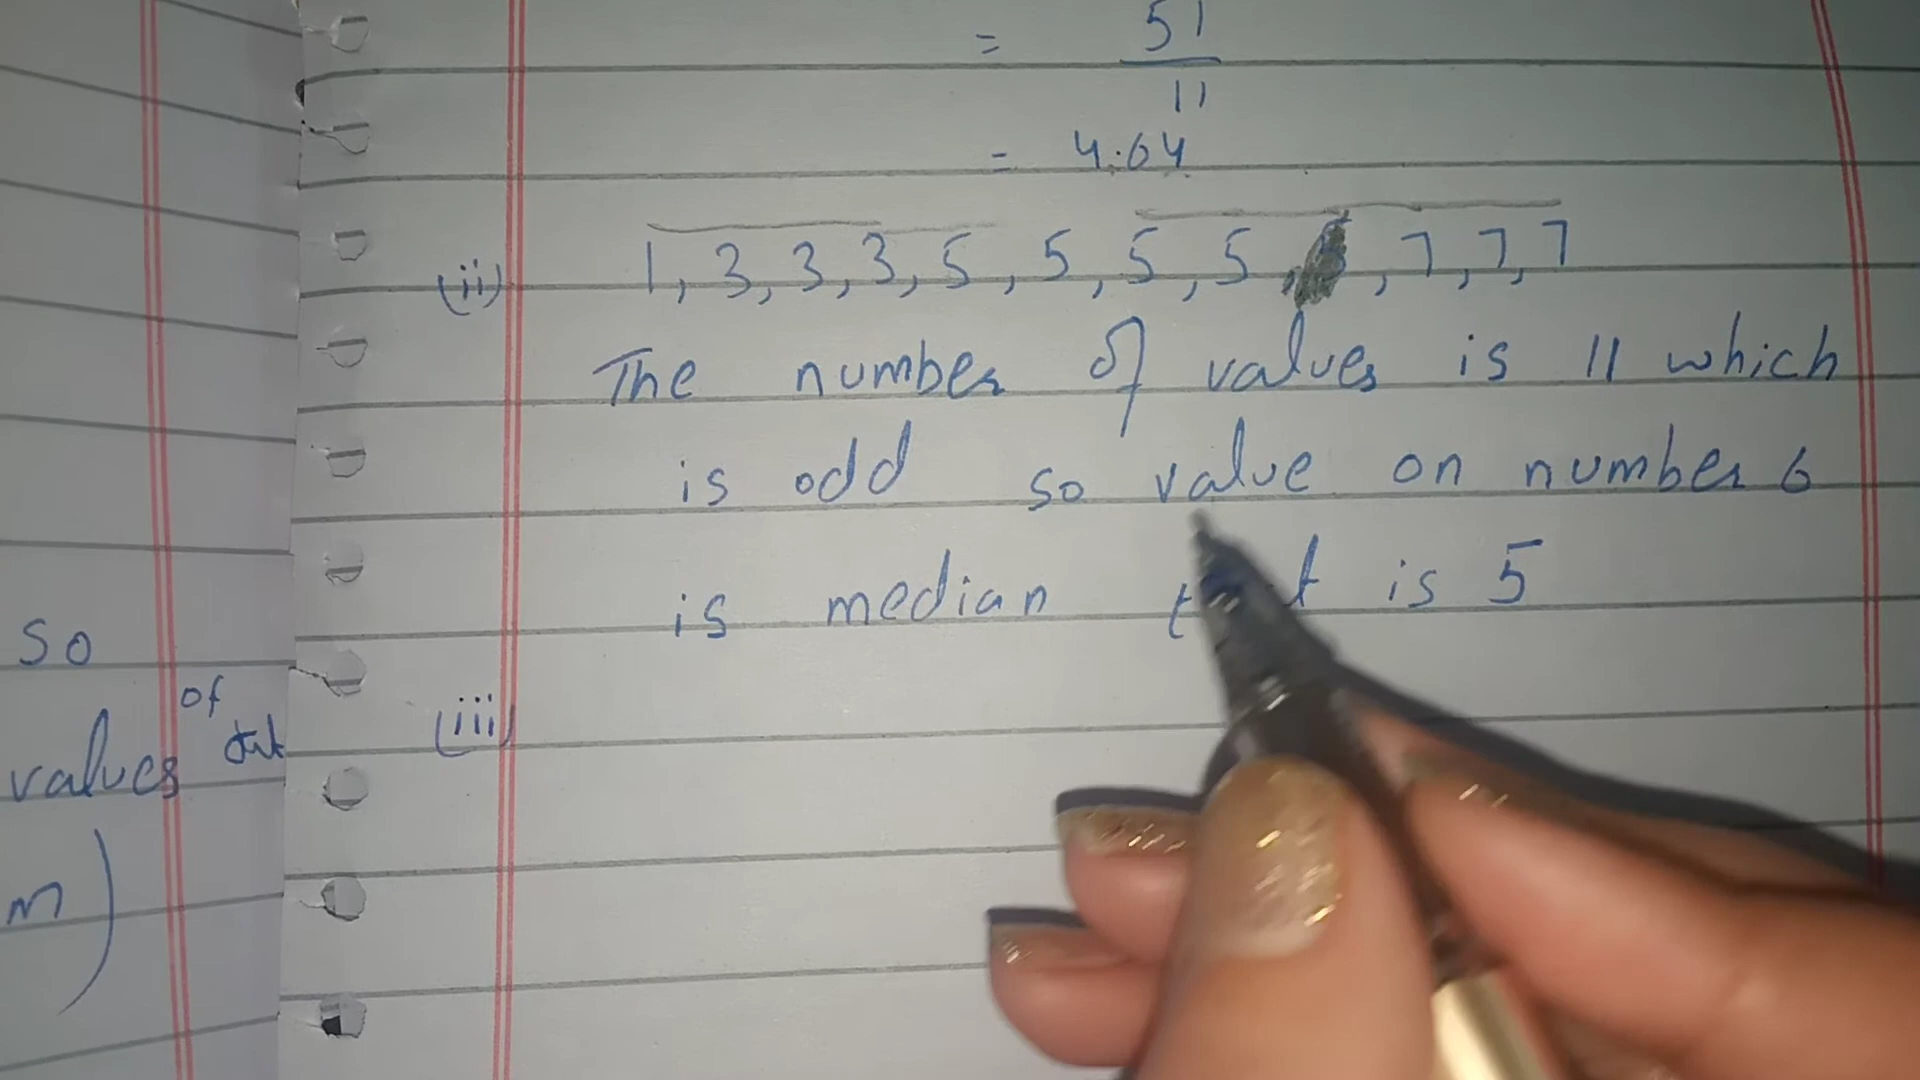 so
of
values dat
m)
= 51
11
= 4.64
(ii) 1, 3, 3, 3, 5, 5, 5, 5, , 7, 7, 7
The number of values is 11 which
is odd so value on number 6
is median is 5
(iii)